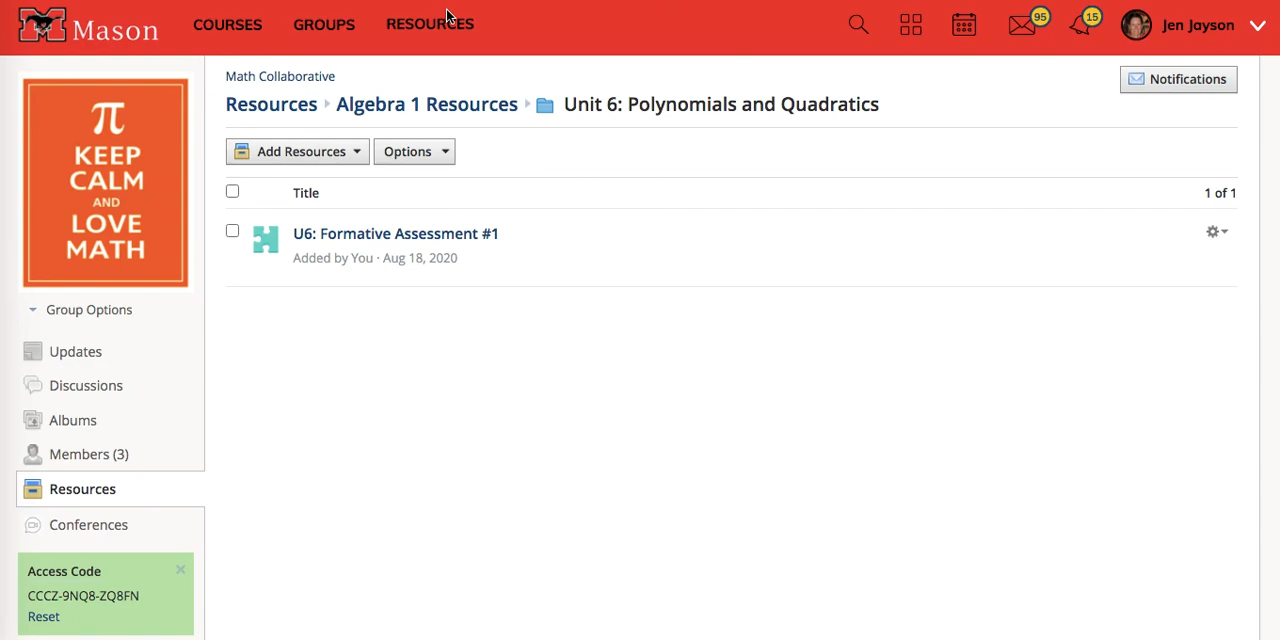 Mason
COURSES
GROUPS
RESOURCES
95
15
Jen Jayson
π
KEEP
CALM
AND
LOVE
MATH
Group Options
Updates
Discussions
Albums
Members (3)
Resources
Conferences
Access Code
CCCZ-9NQ8-ZQ8FN
Reset
Math Collaborative
Notifications
Resources Algebra 1 Resources Unit 6: Polynomials and Quadratics
Add Resources
Options
Title
1 of 1
U6: Formative Assessment #1
Added by You · Aug 18, 2020